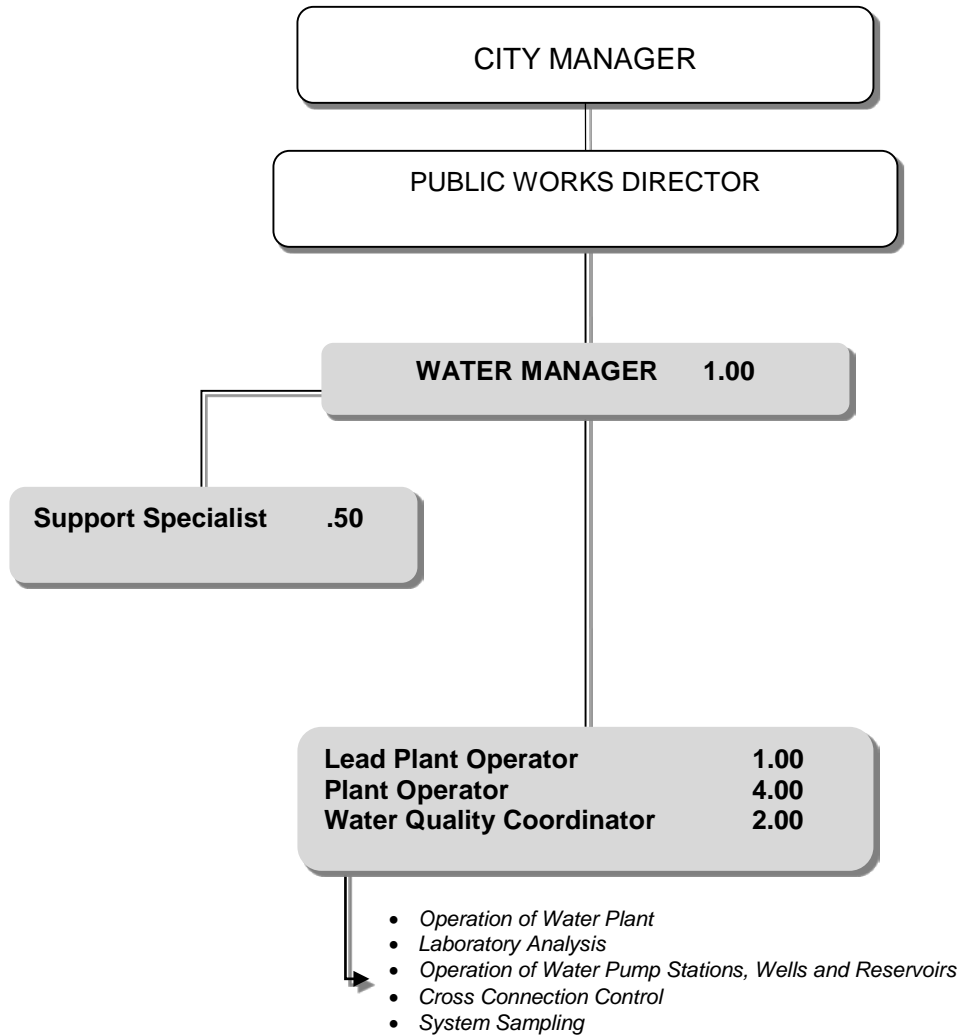 CITY MANAGER
PUBLIC WORKS DIRECTOR
WATER MANAGER 1.00
Support Specialist .50
Lead Plant Operator 1.00
Plant Operator 4.00
Water Quality Coordinator 2.00
• Operation of Water Plant
• Laboratory Analysis
• Operation of Water Pump Stations, Wells and Reservoirs
• Cross Connection Control
• System Sampling